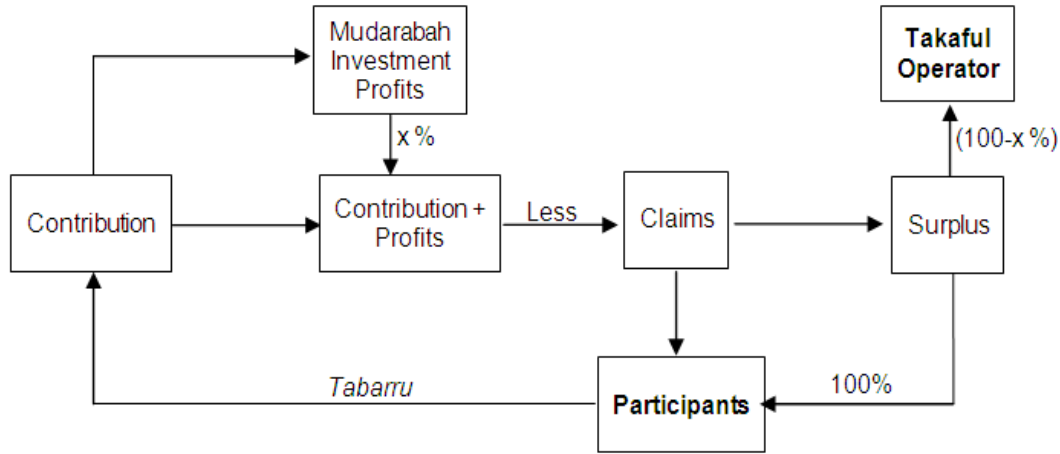 Mudarabah
Investment
Profits
Takaful
Operator
x %
(100-x %)
Contribution
Contribution +
Profits
Less
Claims
Surplus
Tabarru
Participants
100%